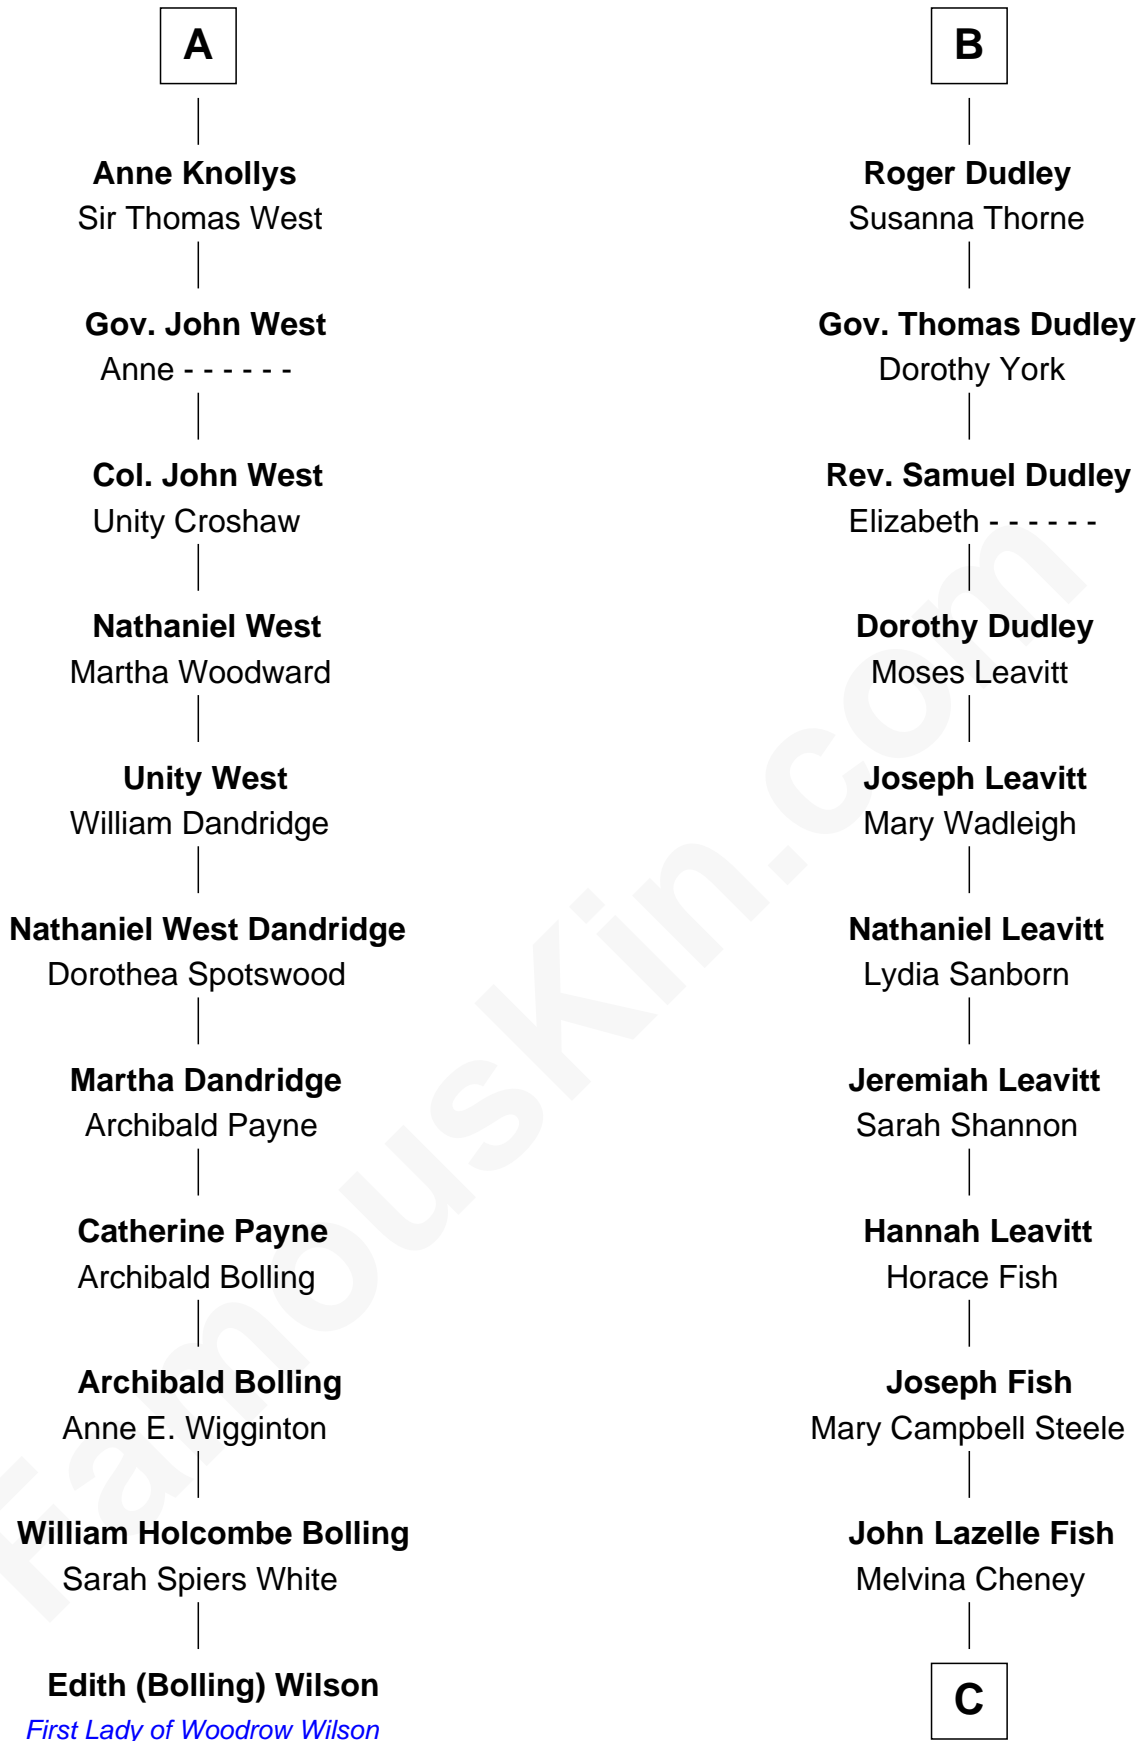 A
Anne Knollys
Sir Thomas West
Gov. John West
Anne - - - - - -
Col. John West
Unity Croshaw
Nathaniel West
Martha Woodward
Unity West
William Dandridge
Nathaniel West Dandridge
Dorothea Spotswood
Martha Dandridge
Archibald Payne
Catherine Payne
Archibald Bolling
Archibald Bolling
Anne E. Wigginton
William Holcombe Bolling
Sarah Spiers White
Edith (Bolling) Wilson
First Lady of Woodrow Wilson
B
Roger Dudley
Susanna Thorne
Gov. Thomas Dudley
Dorothy York
Rev. Samuel Dudley
Elizabeth - - - - - -
Dorothy Dudley
Moses Leavitt
Joseph Leavitt
Mary Wadleigh
Nathaniel Leavitt
Lydia Sanborn
Jeremiah Leavitt
Sarah Shannon
Hannah Leavitt
Horace Fish
Joseph Fish
Mary Campbell Steele
John Lazelle Fish
Melvina Cheney
C
FamousKin.com